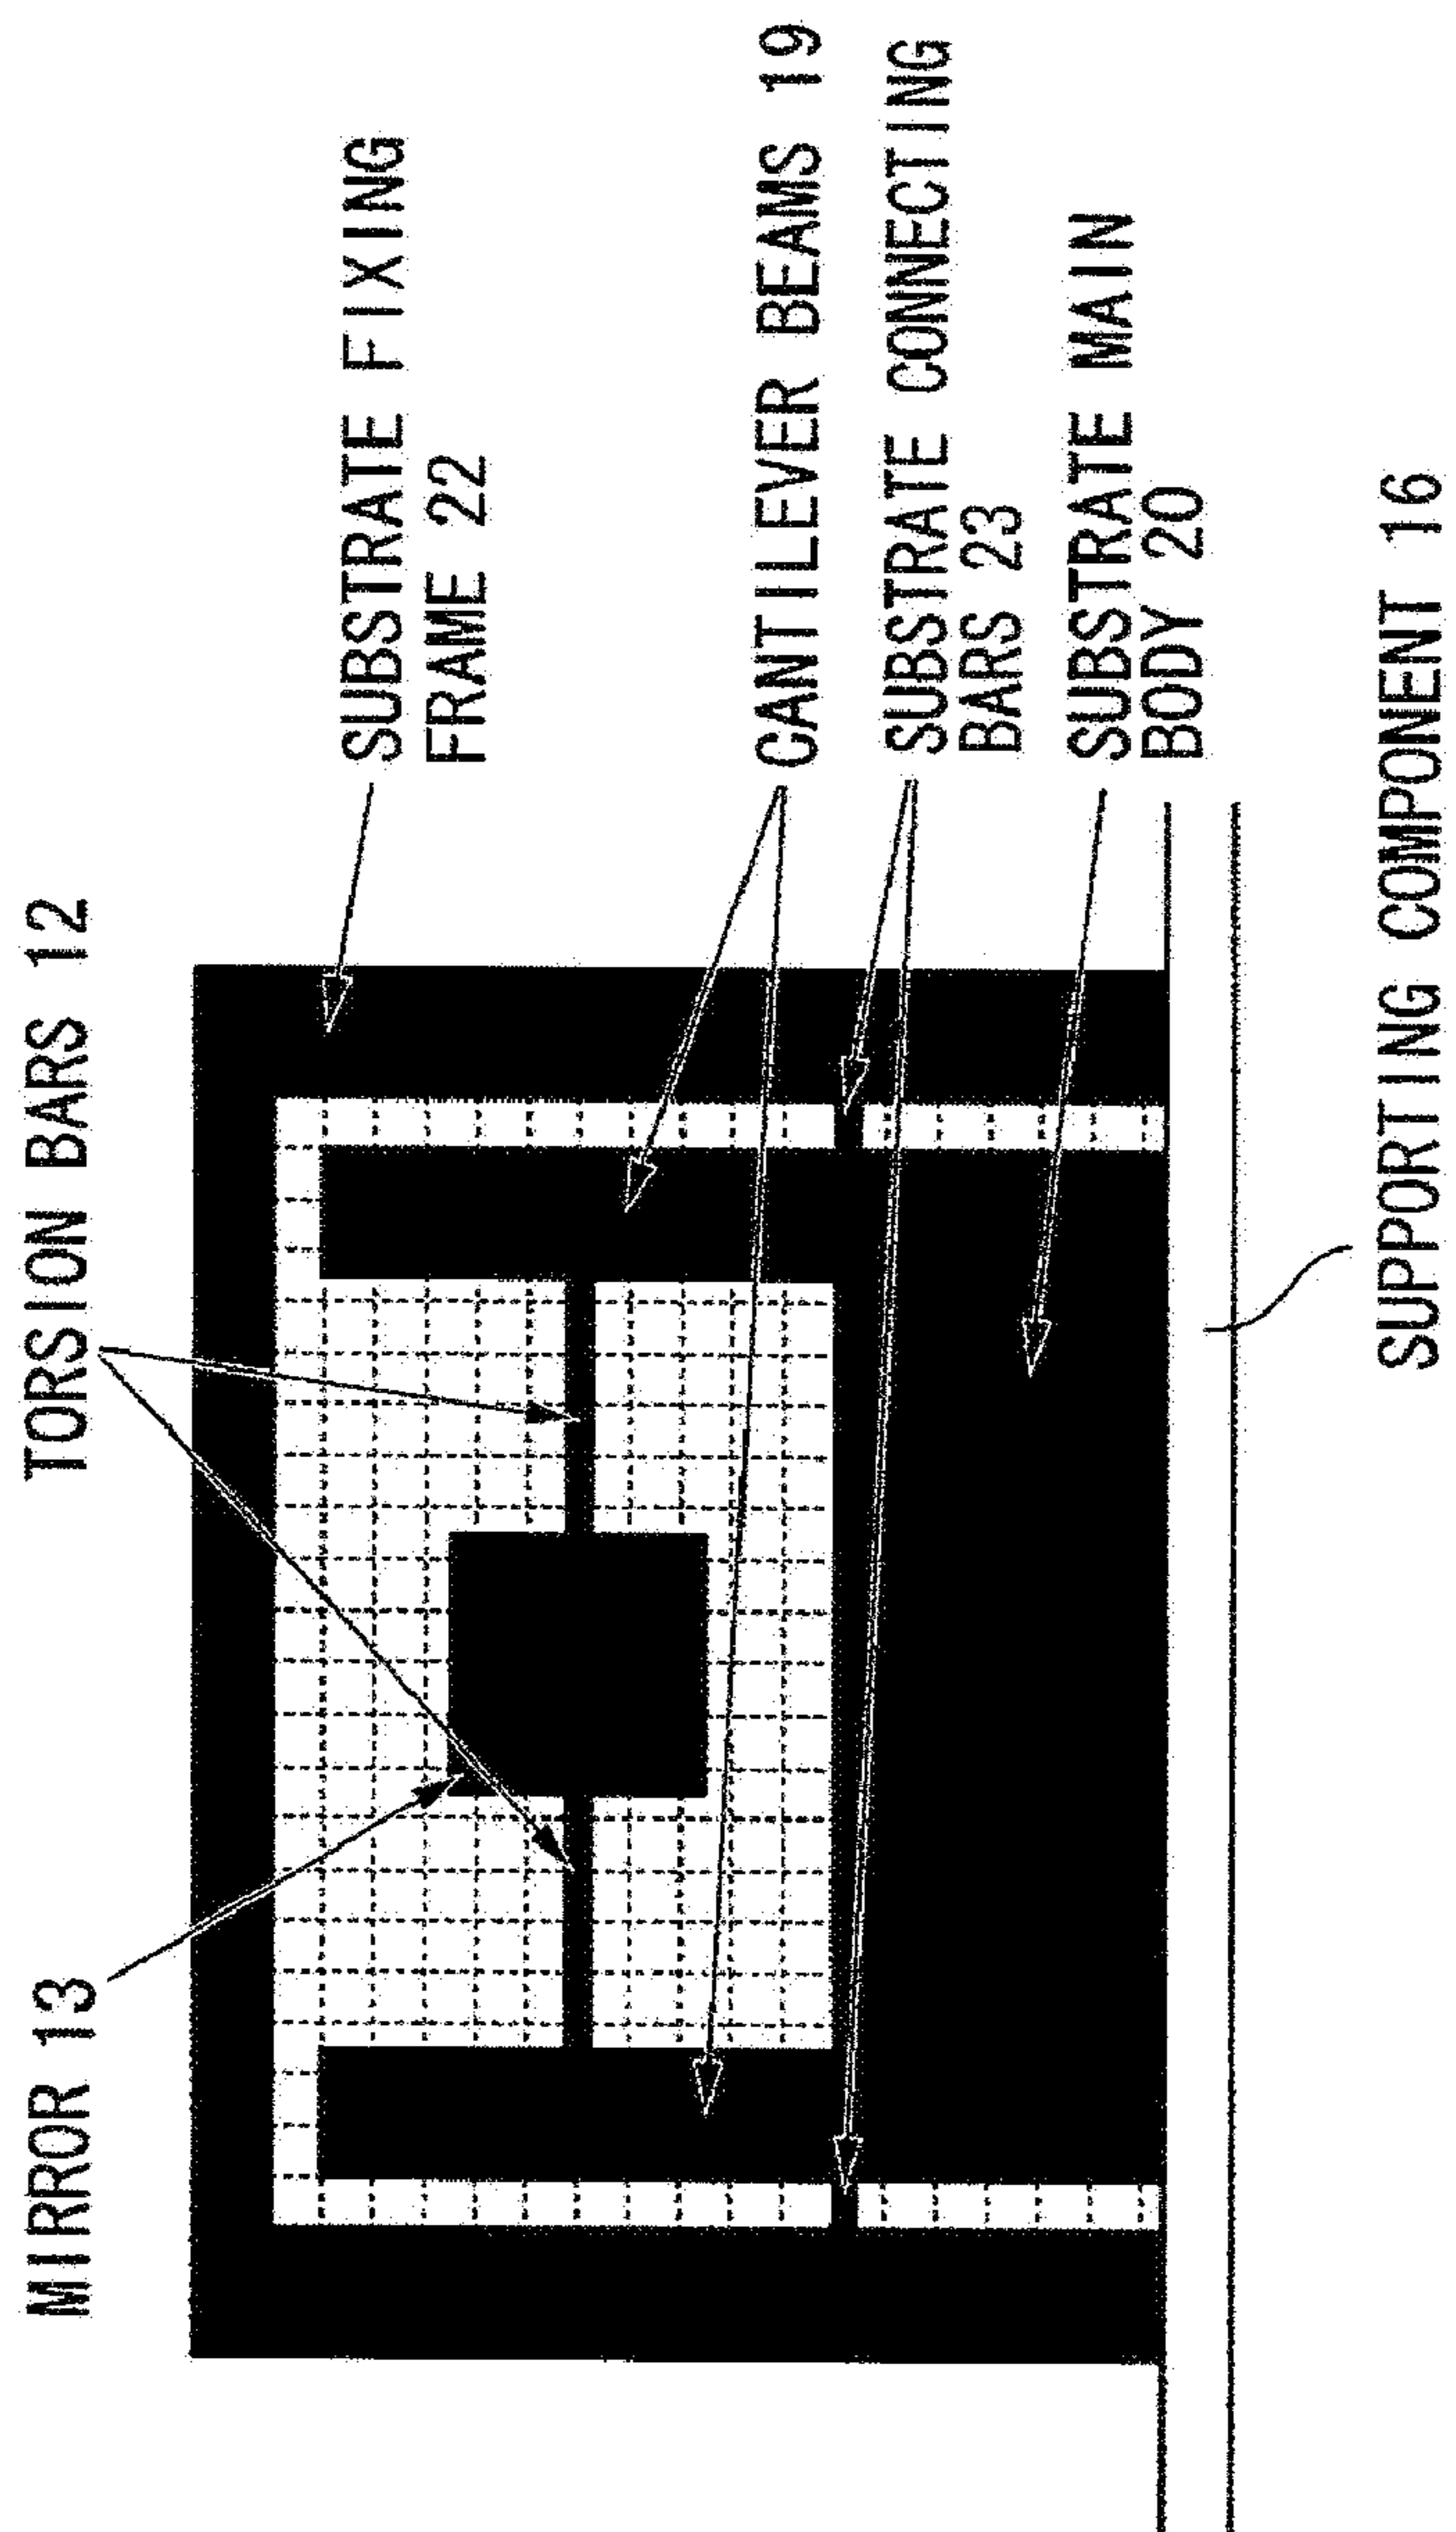 MIRROR 13
TORSION BARS 12
SUBSTRATE FIXING
FRAME 22
CANTILEVER BEAMS 19
SUBSTRATE CONNECTING
BARS 23
SUBSTRATE MAIN
BODY 20
SUPPORTING COMPONENT 16